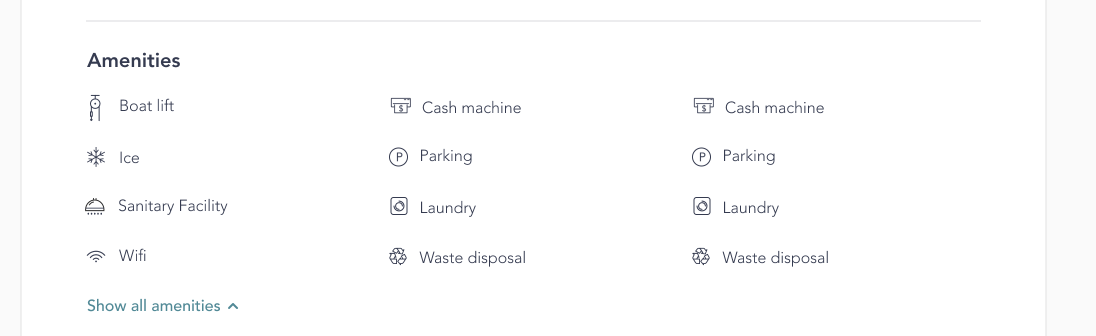 Amenities
Boat lift
Cash machine
Cash machine
Ice
Parking
Parking
Sanitary Facility
Laundry
Laundry
Wifi
Waste disposal
Waste disposal
Show all amenities